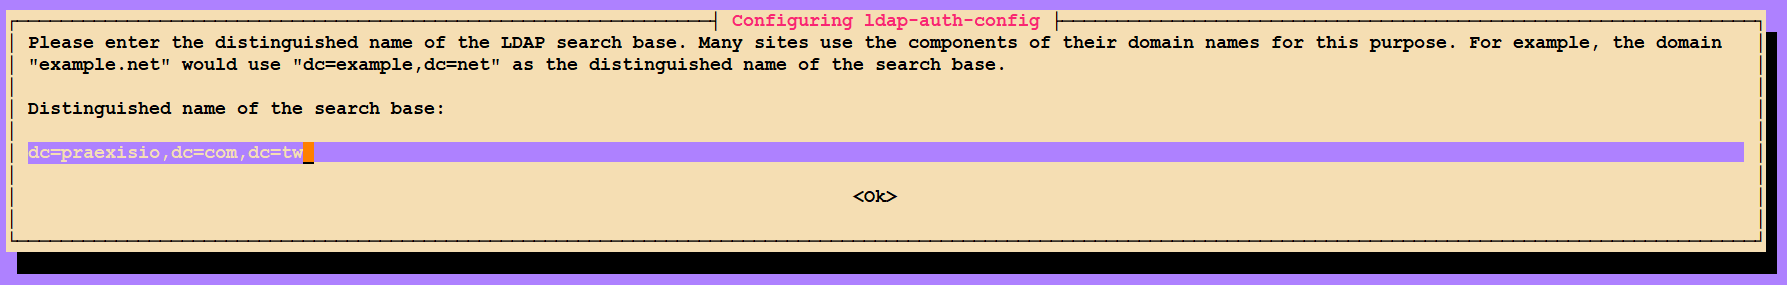 Configuring ldap-auth-config
Please enter the distinguished name of the LDAP search base. Many sites use the components of their domain names for this purpose. For example, the domain
"example.net" would use "dc=example,dc=net" as the distinguished name of the search base.
Distinguished name of the search base:
dc=praexisio,dc=com,dc=tw
<Ok>